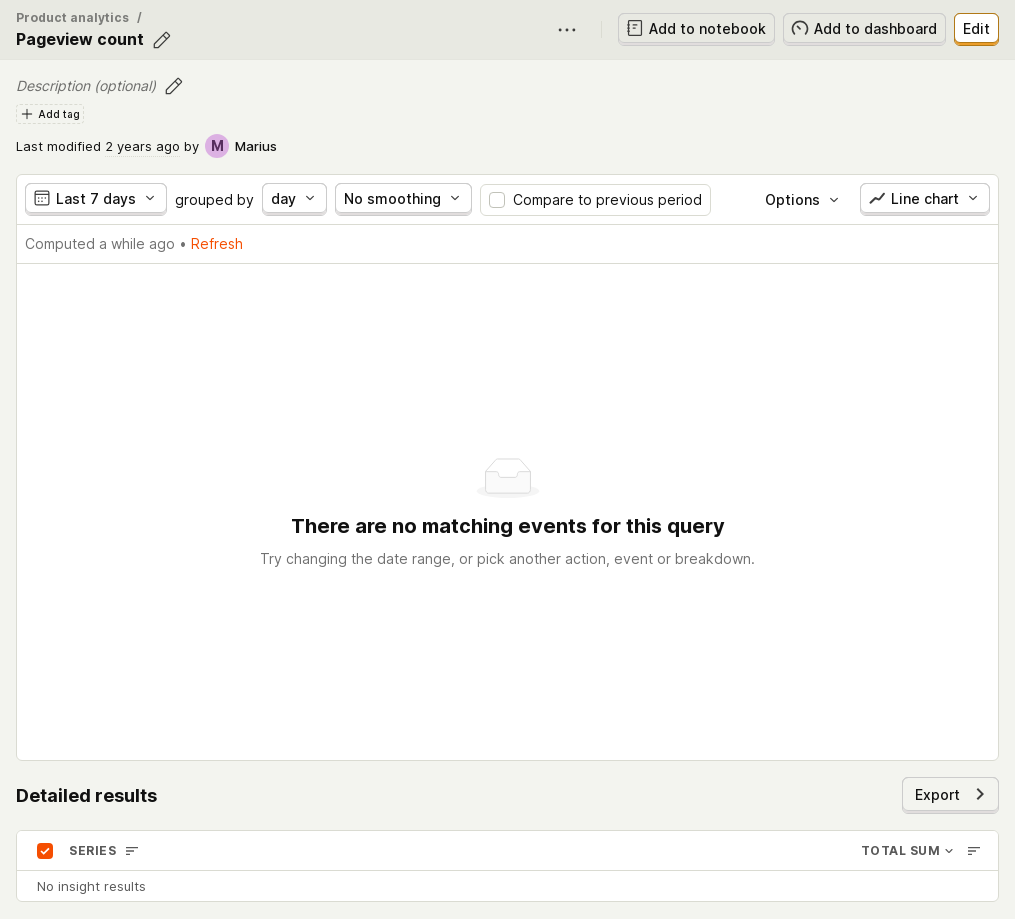 Product analytics /
Pageview count
Add to notebook
Add to dashboard
Edit
Description (optional)
Add tag
Last modified 2 years ago by M Marius
Last 7 days grouped by day No smoothing Compare to previous period Options Line chart
Computed a while ago • Refresh
There are no matching events for this query
Try changing the date range, or pick another action, event or breakdown.
Detailed results
Export
SERIES TOTAL SUM
No insight results